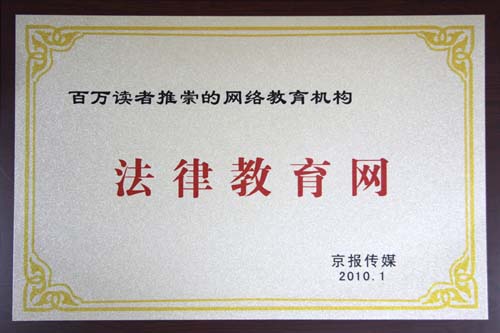 百万读者推崇的网络教育机构
法律教育网
京报传媒
2010.1